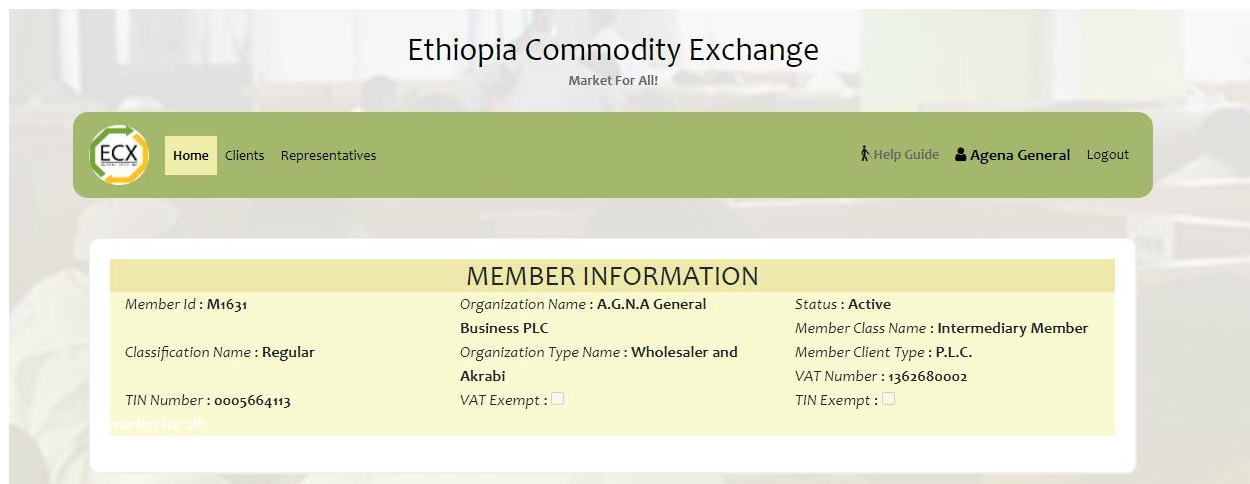 Ethiopia Commodity Exchange
Market For All!
ECX
Home Clients Representatives Help Guide Agena General Logout
MEMBER INFORMATION
Member Id : M1631 Organization Name : A.G.N.A General Status : Active
Business PLC Member Class Name : Intermediary Member
Classification Name : Regular Organization Type Name : Wholesaler and Member Client Type : P.L.C.
Akrabi VAT Number : 1362680002
TIN Number : 0005664113 VAT Exempt : TIN Exempt :
market for all!